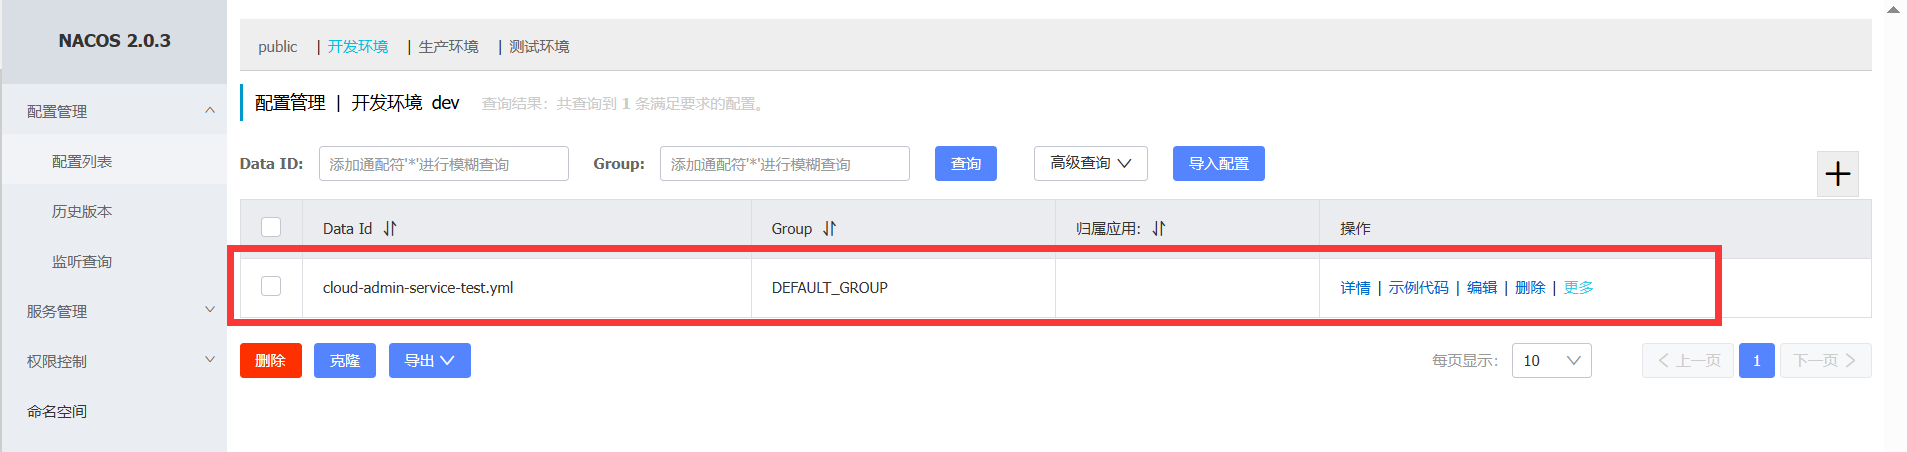 NACOS 2.0.3
配置管理
配置列表
历史版本
监听查询
服务管理
权限控制
命名空间
public | 开发环境 | 生产环境 | 测试环境
配置管理 | 开发环境 dev 查询结果：共查询到 1 条满足要求的配置。
Data ID: 添加通配符'*'进行模糊查询 Group: 添加通配符'*'进行模糊查询 查询 高级查询 导入配置
Data Id Group 归属应用: 操作
cloud-admin-service-test.yml DEFAULT_GROUP 详情 | 示例代码 | 编辑 | 删除 | 更多
删除 克隆 导出 每页显示: 10 上一页 1 下一页